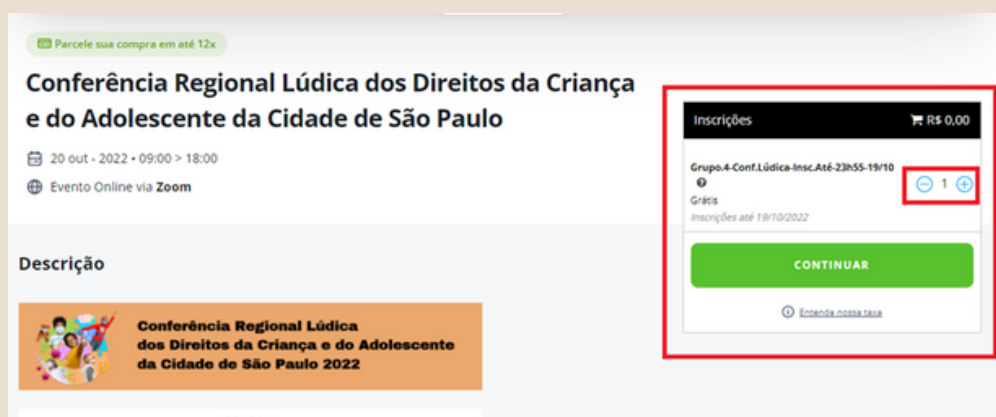 Parcele sua compra em até 12x
Conferência Regional Lúdica dos Direitos da Criança
e do Adolescente da Cidade de São Paulo
20 out - 2022 • 09:00 > 18:00
Evento Online via Zoom
Inscrições R$ 0,00
Grupo.4-Conf.Lúdica-Insc.Até-23h55-19/10
Grátis
1
Inscrições até 19/10/2022
CONTINUAR
Entenda nossa taxa
Descrição
Conferência Regional Lúdica
dos Direitos da Criança e do Adolescente
da Cidade de São Paulo 2022